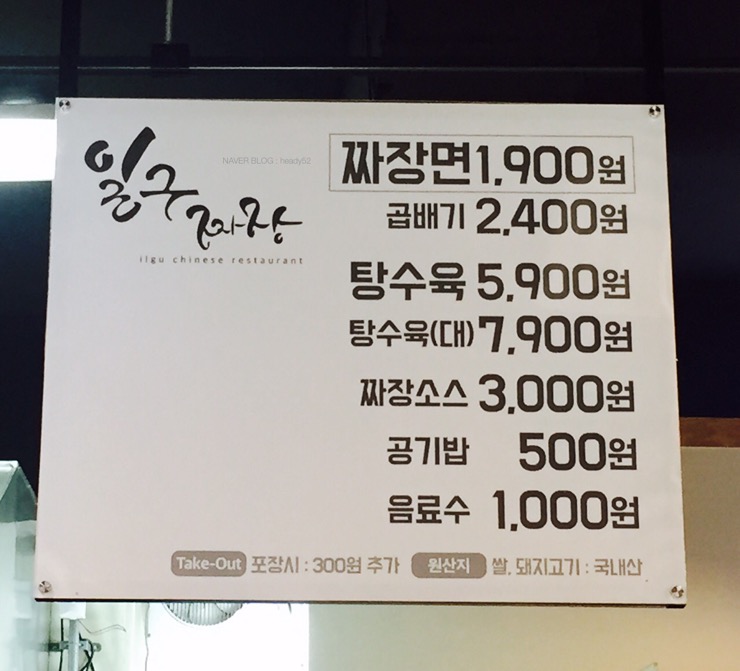 일구짜장
ilgu chinese restaurant
NAVER BLOG : heady62
짜장면 1,900원
곱배기 2,400원
탕수육 5,900원
탕수육(대) 7,900원
짜장소스 3,000원
공기밥 500원
음료수 1,000원
Take-Out 포장시 : 300원 추가 원산지 쌀, 돼지고기 : 국내산